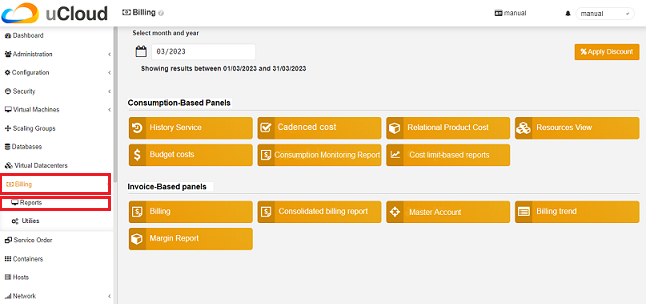 uCloud
Billing
manual
manual
Dashboard
Administration
Configuration
Security
Virtual Machines
Scaling Groups
Databases
Virtual Datacenters
Billing
Reports
Utilies
Service Order
Containers
Hosts
Network
Select month and year
03/2023
Apply Discount
Showing results between 01/03/2023 and 31/03/2023
Consumption-Based Panels
History Service
Cadenced cost
Relational Product Cost
Resources View
Budget costs
Consumption Monitoring Report
Cost limit-based reports
Invoice-Based panels
Billing
Consolidated billing report
Master Account
Billing trend
Margin Report